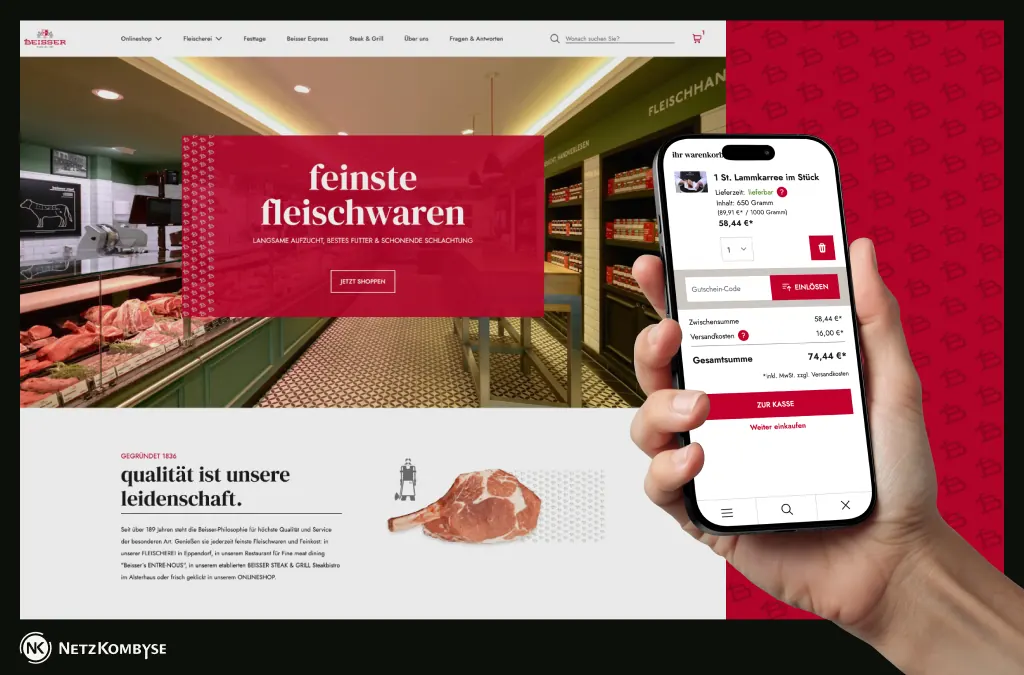 BEISSER
Onlineshop
Fleischerei
Festtage
Beisser Express
Steak & Grill
Über uns
Fragen & Antworten
Wonach suchen Sie?
1
FLEISCHHAN
feinste
fleischwaren
LANGSAME AUFZUCHT, BESTES FUTTER & SCHONENDE SCHLACHTUNG
JETZT SHOPPEN
GEGRÜNDET 1836
qualität ist unsere
leidenschaft.
Seit über 189 Jahren steht die Beisser-Philosophie für höchste Qualität und Service
der besonderen Art. Genießen sie jederzeit feinste Fleischwaren und Feinkost: in
unserer FLEISCHEREI in Eppendorf, in unserem Restaurant für Fine meat dining
"Beisser´s ENTRE-NOUS", in unserem etablierten BEISSER STEAK & GRILL Steakbistro
im Alsterhaus oder frisch geklickt in unserem ONLINESHOP.
ihr warenkorb
1 St. Lammkarree im Stück
Lieferzeit: lieferbar ?
Inhalt: 650 Gramm
(89,91 €* / 1000 Gramm)
58,44 €*
1
Gutschein-Code
EINLÖSEN
Zwischensumme 58,44 €*
Versandkosten ? 16,00 €*
Gesamtsumme 74,44 €*
*inkl. MwSt. zzgl. Versandkosten
ZUR KASSE
Weiter einkaufen
NK NETZKOMBYSE